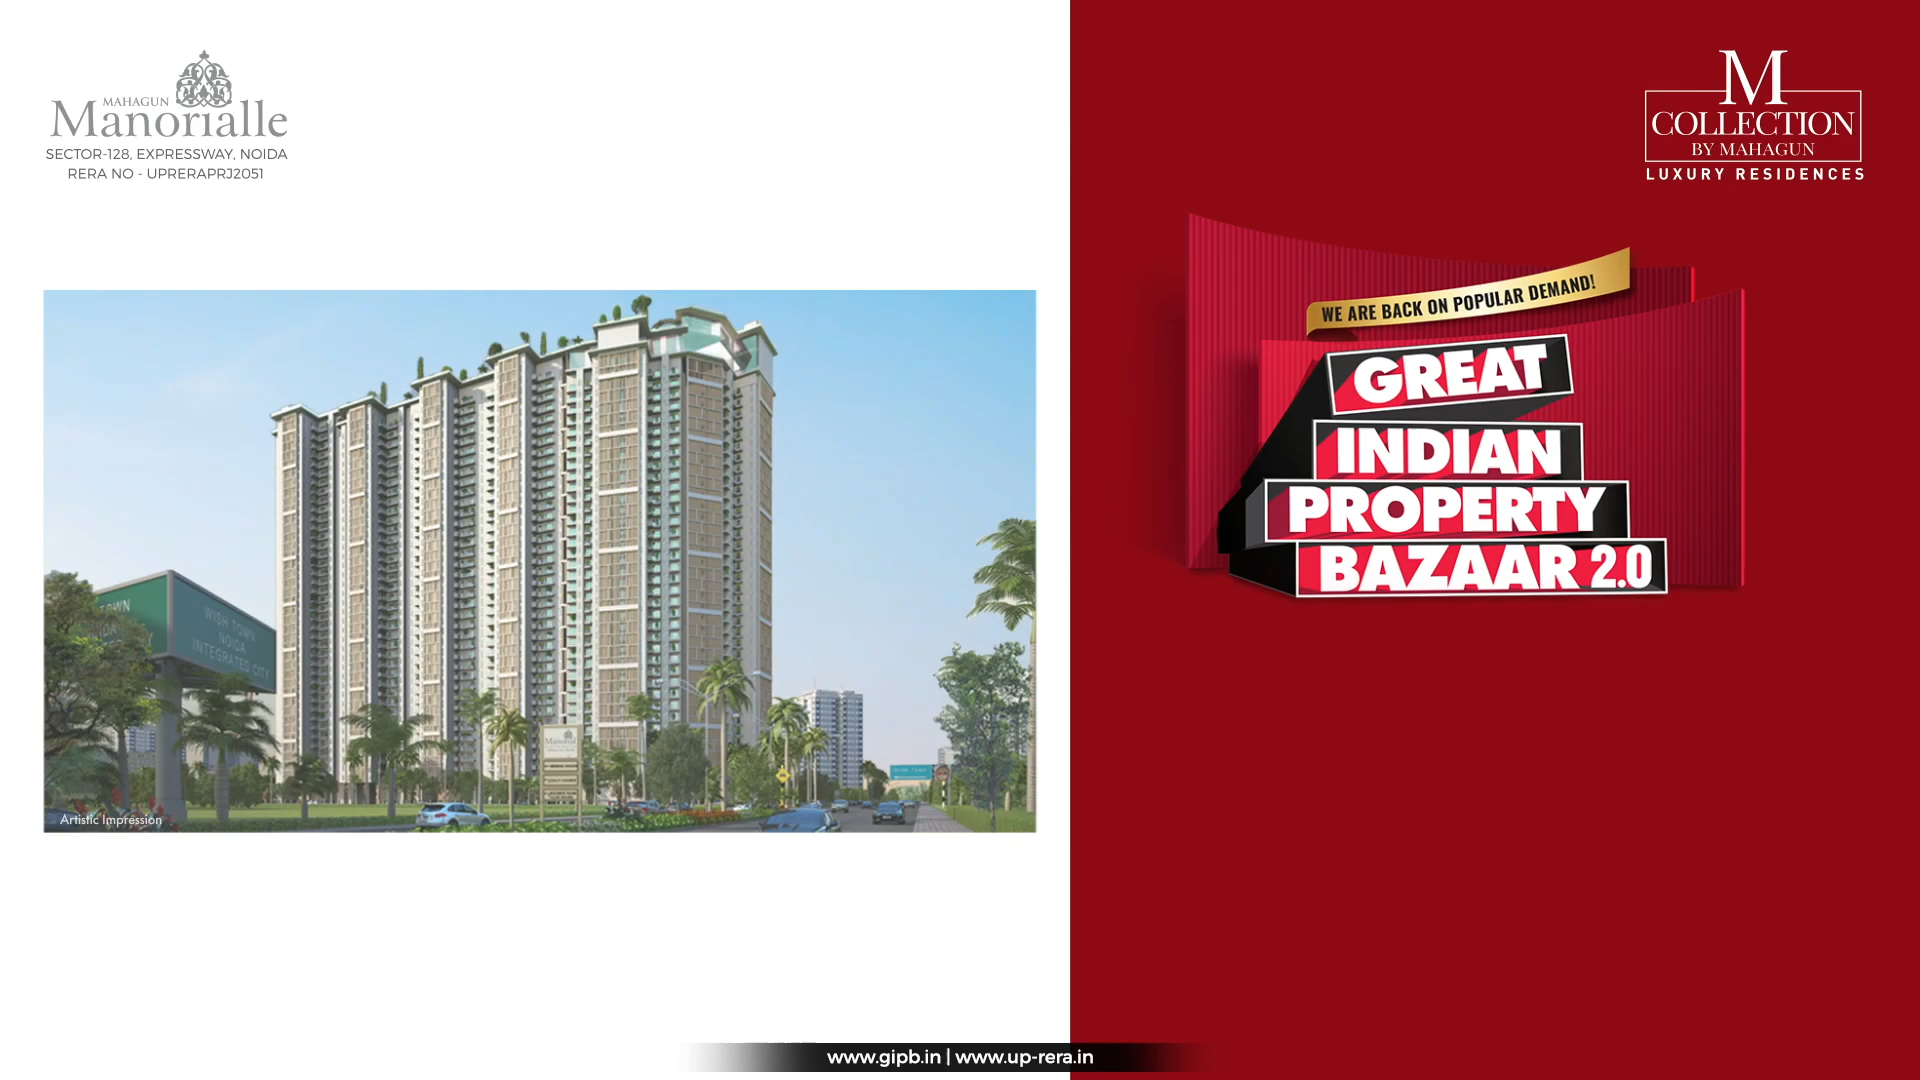 MAHAGUN
Manorialle
SECTOR-128, EXPRESSWAY, NOIDA
RERA NO - UPRERAPRJ2051
M
COLLECTION
BY MAHAGUN
LUXURY RESIDENCES
WE ARE BACK ON POPULAR DEMAND!
GREAT
INDIAN
PROPERTY
BAZAAR 2.0
TOWN
WISH TOWN
NOIDA
INTEGRATED CITY
Manorial
Artistic Impression
www.gipb.in | www.up-rera.in